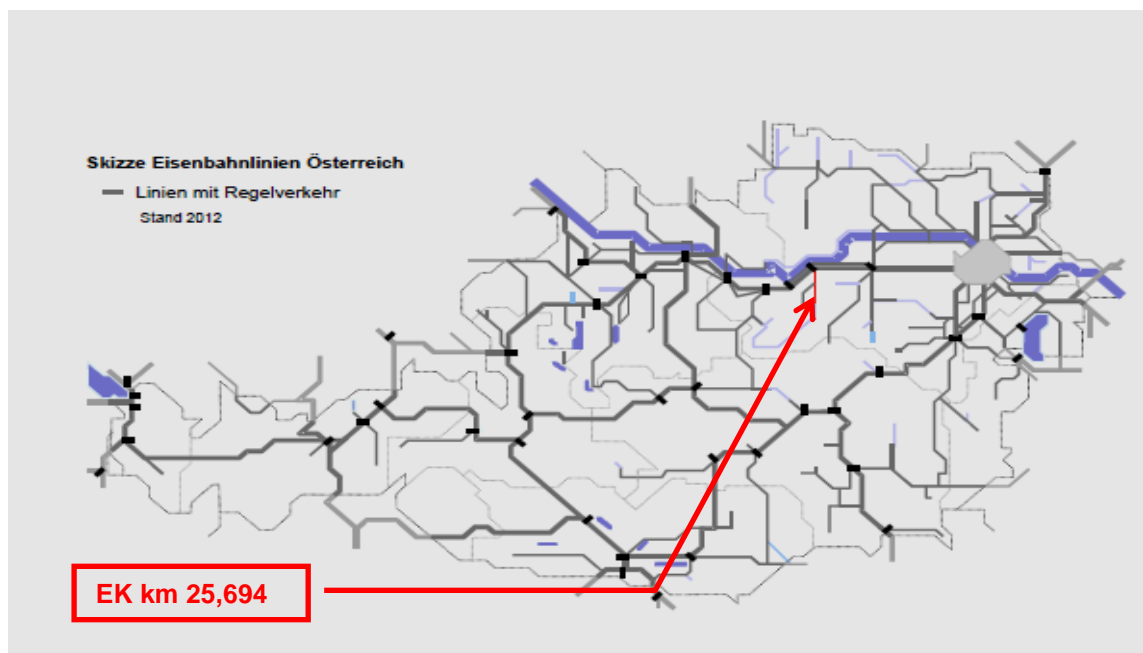 Skizze Eisenbahnlinien Österreich
Linien mit Regelverkehr
Stand 2012
EK km 25,694